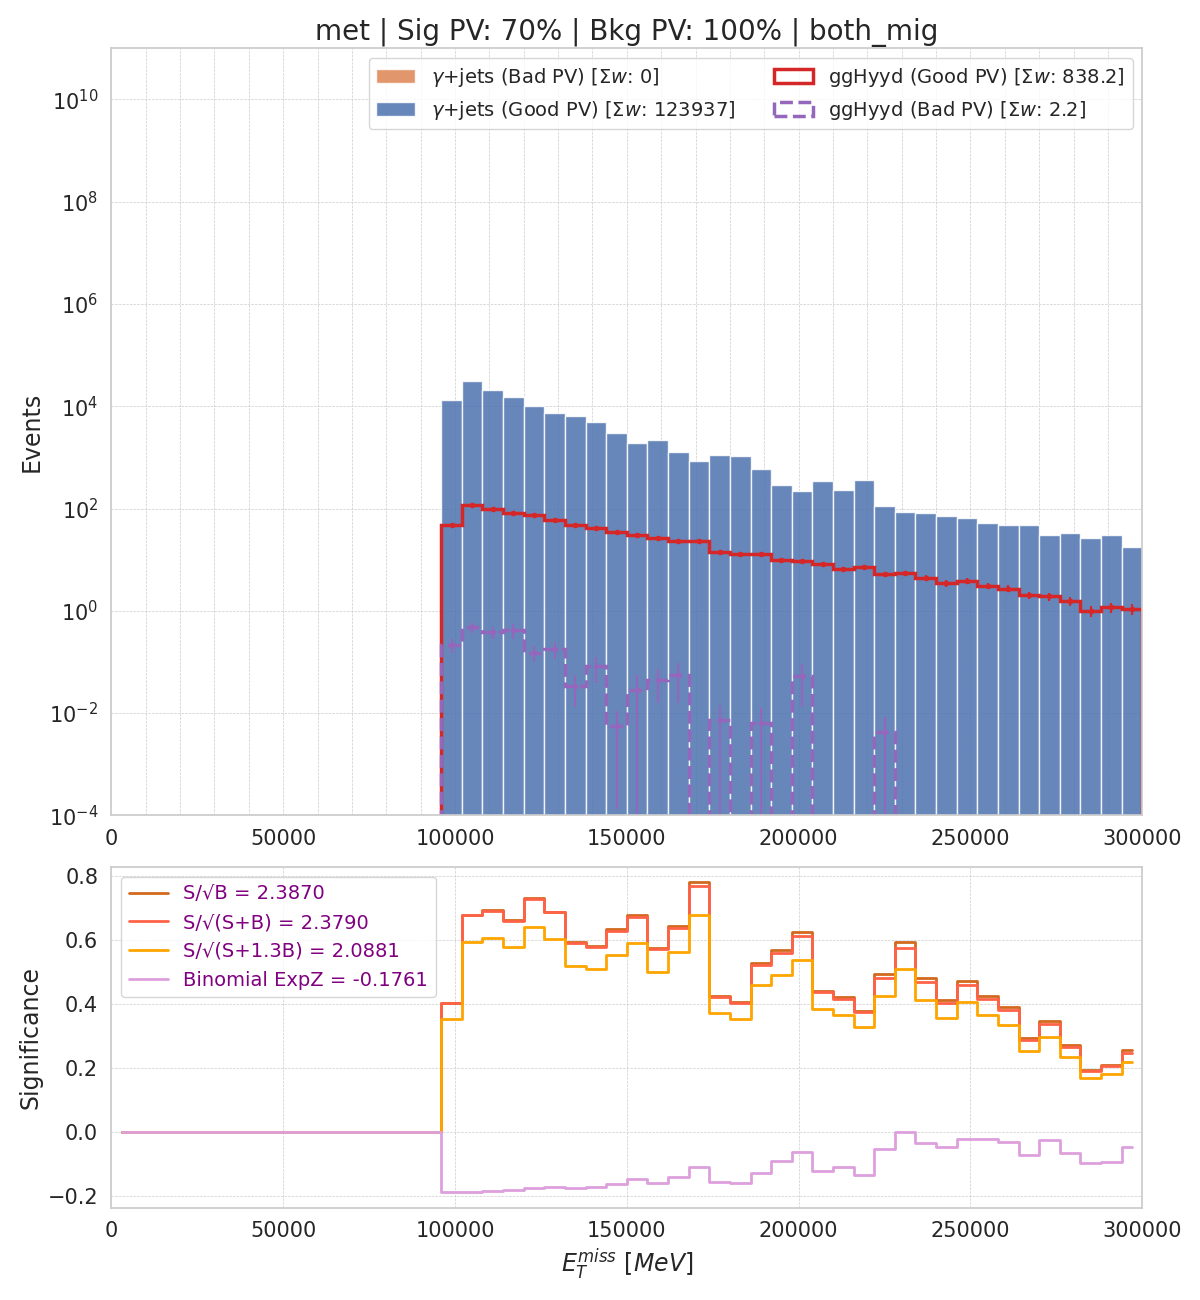 met | Sig PV: 70% | Bkg PV: 100% | both_mig
γ+jets (Bad PV) [Σw: 0]
γ+jets (Good PV) [Σw: 123937]
ggHyyd (Good PV) [Σw: 838.2]
ggHyyd (Bad PV) [Σw: 2.2]
Events
10^10
10^8
10^6
10^4
10^2
10^0
10^−2
10^−4
0 50000 100000 150000 200000 250000 300000
S/√B = 2.3870
S/√(S+B) = 2.3790
S/√(S+1.3B) = 2.0881
Binomial ExpZ = -0.1761
Significance
0.8
0.6
0.4
0.2
0.0
−0.2
0 50000 100000 150000 200000 250000 300000
E_T^miss [MeV]